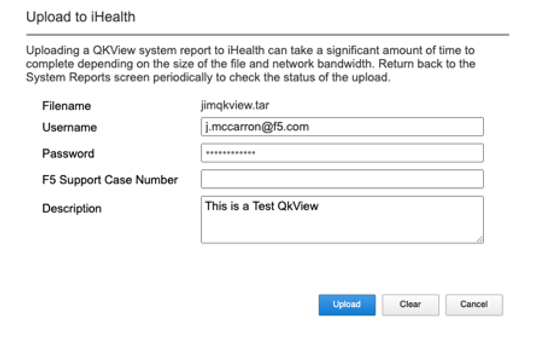 Upload to iHealth
Uploading a QKView system report to iHealth can take a significant amount of time to
complete depending on the size of the file and network bandwidth. Return back to the
System Reports screen periodically to check the status of the upload.
Filename jimqkview.tar
Username j.mccarron@f5.com
Password ************
F5 Support Case Number
Description This is a Test QkView
Upload Clear Cancel